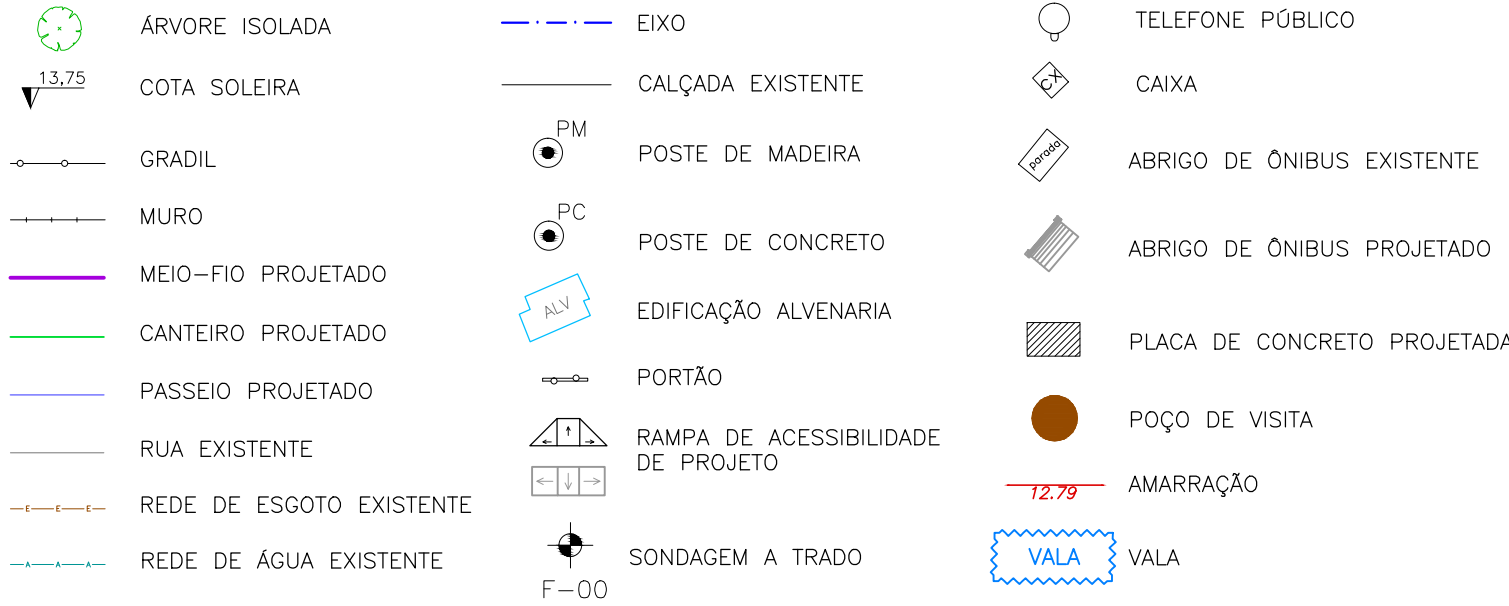 ÁRVORE ISOLADA
13,75
COTA SOLEIRA
GRADIL
MURO
MEIO-FIO PROJETADO
CANTEIRO PROJETADO
PASSEIO PROJETADO
RUA EXISTENTE
E E E
REDE DE ESGOTO EXISTENTE
A A A
REDE DE ÁGUA EXISTENTE
EIXO
CALÇADA EXISTENTE
PM
POSTE DE MADEIRA
PC
POSTE DE CONCRETO
ALV
EDIFICAÇÃO ALVENARIA
PORTÃO
RAMPA DE ACESSIBILIDADE
DE PROJETO
SONDAGEM A TRADO
F-00
TELEFONE PÚBLICO
CX
CAIXA
parada
ABRIGO DE ÔNIBUS EXISTENTE
ABRIGO DE ÔNIBUS PROJETADO
PLACA DE CONCRETO PROJETADA
POÇO DE VISITA
12.79
AMARRAÇÃO
VALA
VALA